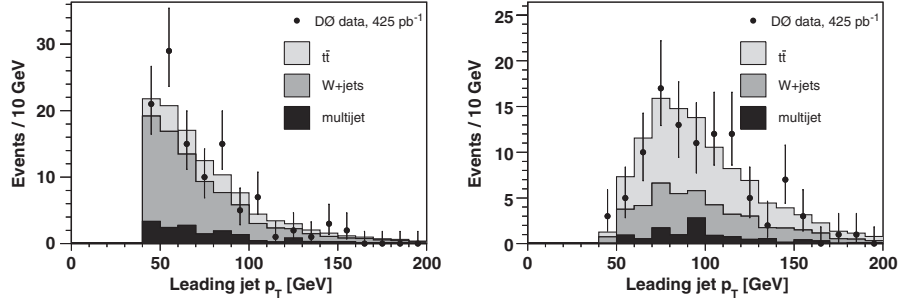 DØ data, 425 pb⁻¹
tt̄
W+jets
multijet
Events / 10 GeV
30
20
10
0
0 50 100 150 200
Leading jet p_T [GeV]
DØ data, 425 pb⁻¹
tt̄
W+jets
multijet
Events / 10 GeV
25
20
15
10
5
0
0 50 100 150 200
Leading jet p_T [GeV]